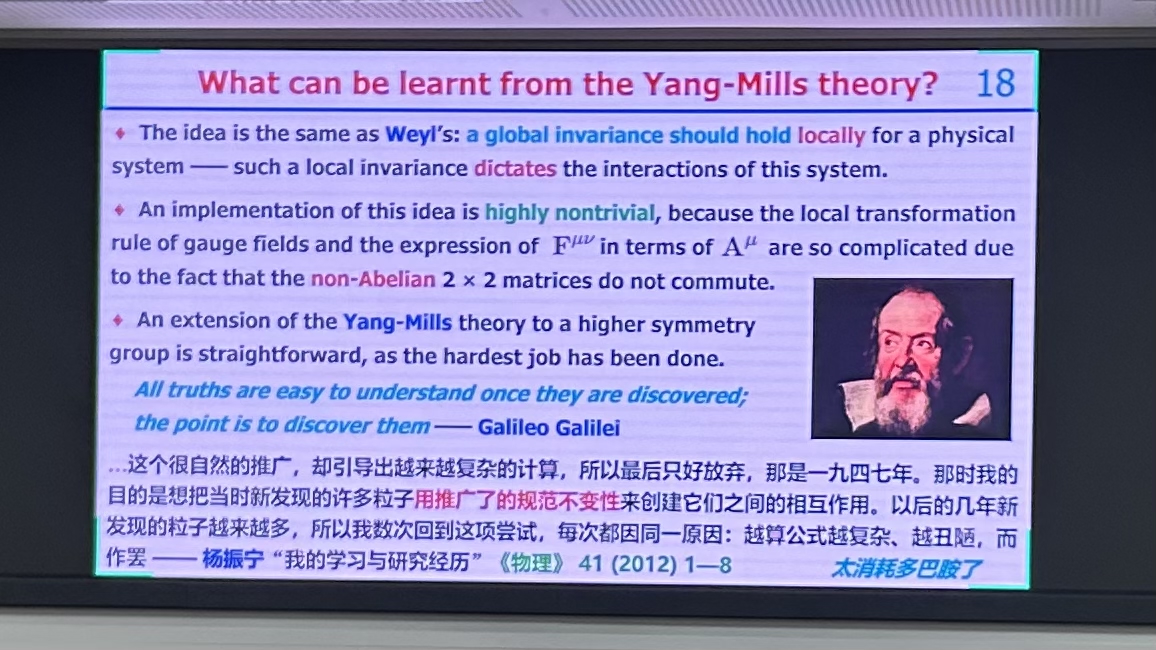 What can be learnt from the Yang-Mills theory? 18
♦ The idea is the same as Weyl's: a global invariance should hold locally for a physical
system —— such a local invariance dictates the interactions of this system.
♦ An implementation of this idea is highly nontrivial, because the local transformation
rule of gauge fields and the expression of F^{μν} in terms of A^μ are so complicated due
to the fact that the non-Abelian 2 × 2 matrices do not commute.
♦ An extension of the Yang-Mills theory to a higher symmetry
group is straightforward, as the hardest job has been done.
All truths are easy to understand once they are discovered;
the point is to discover them —— Galileo Galilei
…这个很自然的推广，却引导出越来越复杂的计算，所以最后只好放弃，那是一九四七年。那时我的
目的是想把当时新发现的许多粒子用推广了的规范不变性来创建它们之间的相互作用。以后的几年新
发现的粒子越来越多，所以我数次回到这项尝试，每次都因同一原因：越算公式越复杂、越丑陋，而
作罢 —— 杨振宁“我的学习与研究经历”《物理》 41 (2012) 1—8 太消耗多巴胺了